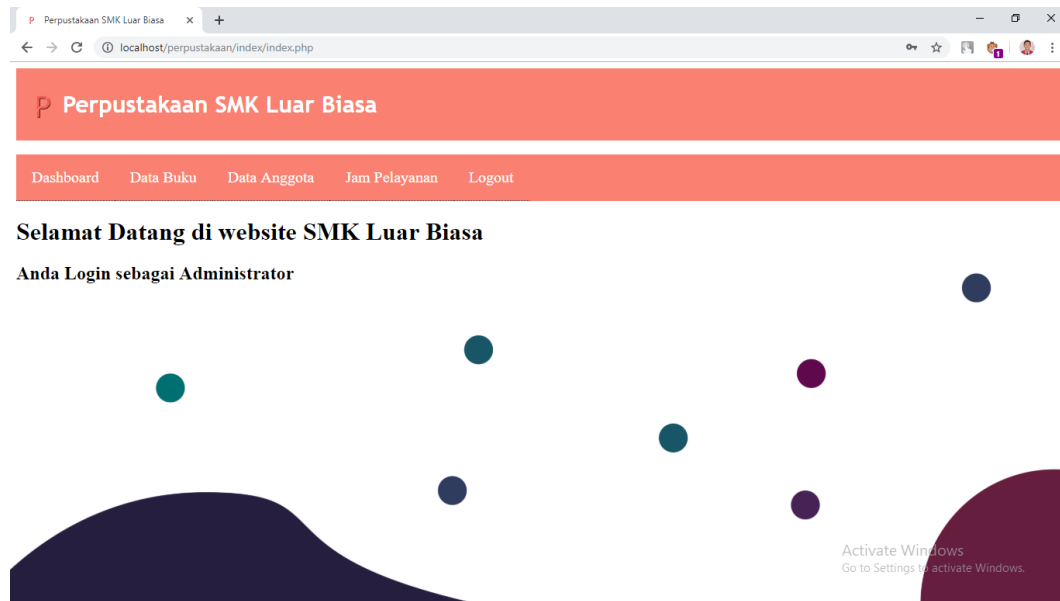 P Perpustakaan SMK Luar Biasa
localhost/perpustakaan/index/index.php
1
P Perpustakaan SMK Luar Biasa
Dashboard Data Buku Data Anggota Jam Pelayanan Logout
Selamat Datang di website SMK Luar Biasa
Anda Login sebagai Administrator
Activate Windows
Go to Settings to activate Windows.